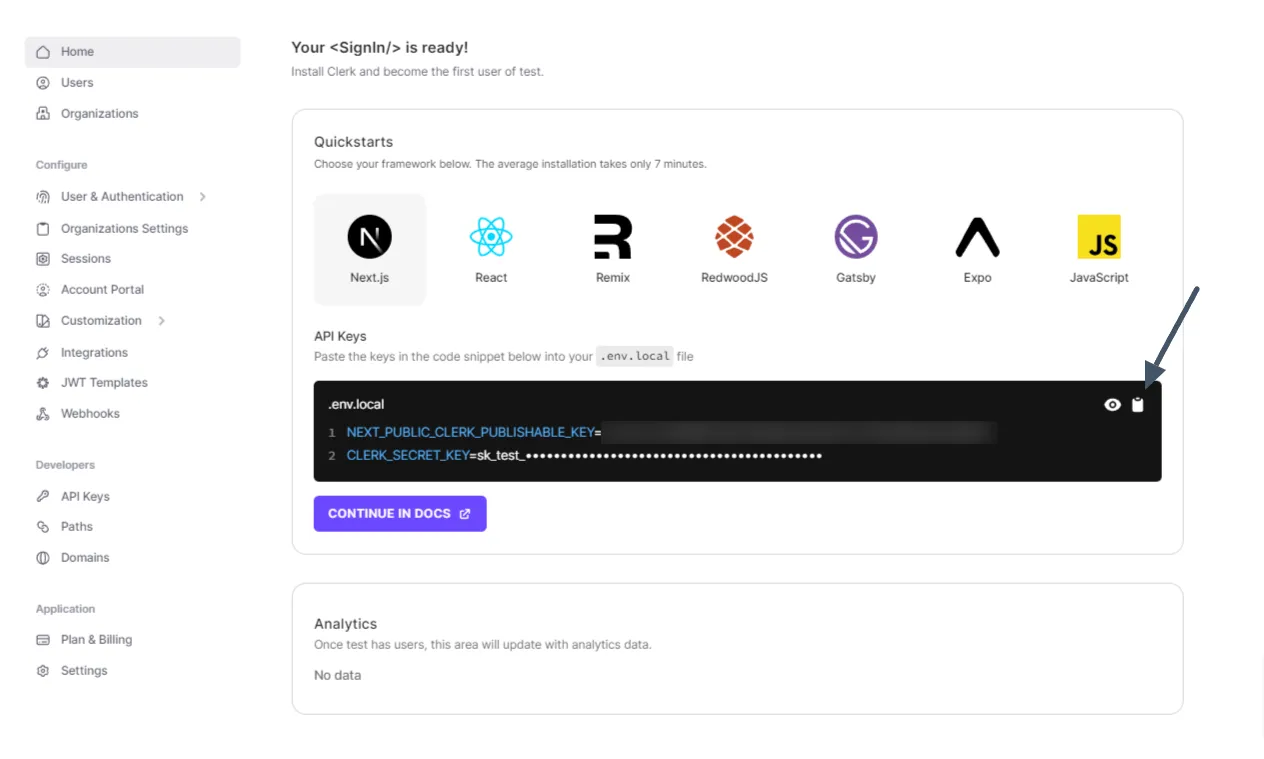 Home
Users
Organizations
Configure
User & Authentication
Organizations Settings
Sessions
Account Portal
Customization
Integrations
JWT Templates
Webhooks
Developers
API Keys
Paths
Domains
Application
Plan & Billing
Settings
Your <SignIn/> is ready!
Install Clerk and become the first user of test.
Quickstarts
Choose your framework below. The average installation takes only 7 minutes.
N
JS
Next.js React Remix RedwoodJS Gatsby Expo JavaScript
API Keys
Paste the keys in the code snippet below into your .env.local file
.env.local
1 NEXT_PUBLIC_CLERK_PUBLISHABLE_KEY=
2 CLERK_SECRET_KEY=sk_test_••••••••••••••••••••••••••••••••••••••••••
CONTINUE IN DOCS
Analytics
Once test has users, this area will update with analytics data.
No data